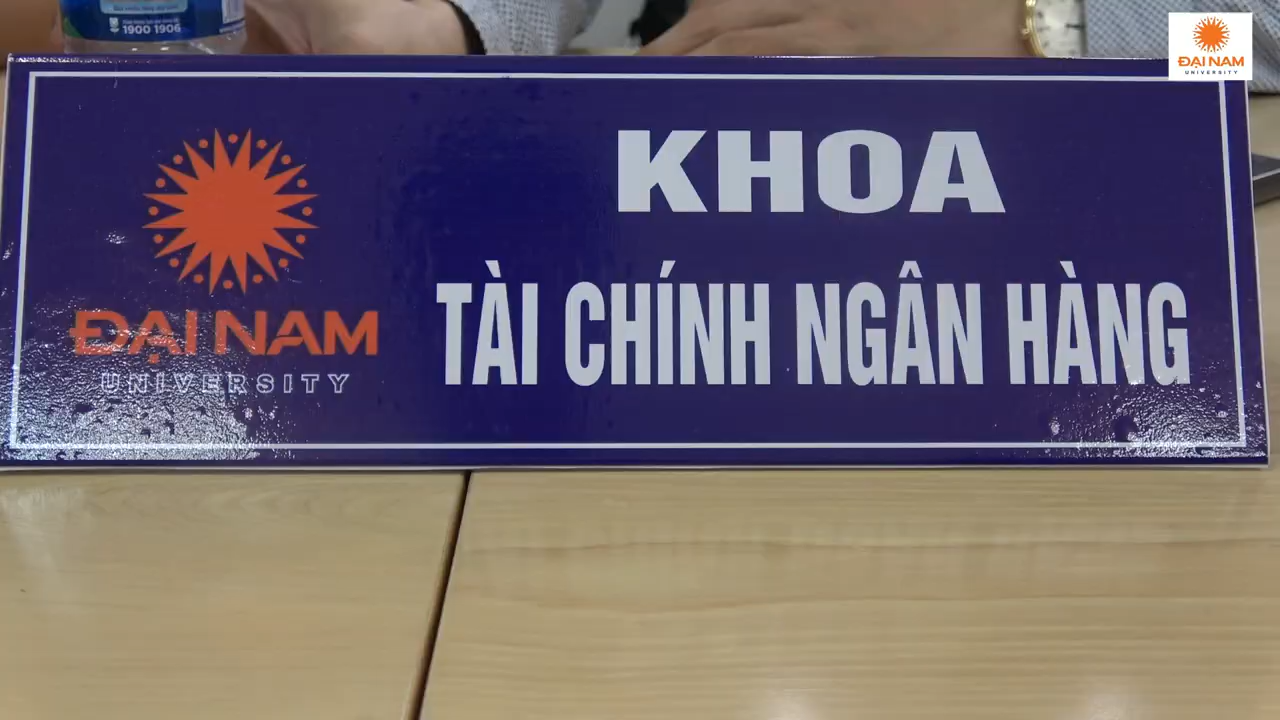 1900 1906
ĐẠI NAM
UNIVERSITY
KHOA
TÀI CHÍNH NGÂN HÀNG
ĐẠI NAM
UNIVERSITY